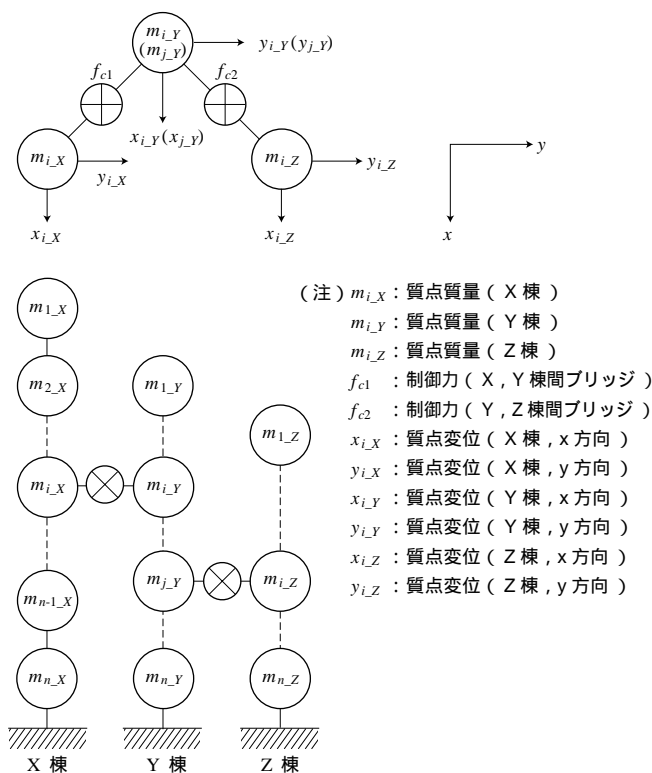 m_{i_Y}
(m_{j_Y})
y_{i_Y}(y_{j_Y})
f_{c1}
f_{c2}
x_{i_Y}(x_{j_Y})
m_{i_X}
m_{i_Z}
y_{i_X}
y_{i_Z}
x_{i_X}
x_{i_Z}
y
x
m_{1_X}
m_{2_X}
m_{1_Y}
m_{1_Z}
m_{i_X}
m_{i_Y}
m_{j_Y}
m_{i_Z}
m_{n-1_X}
m_{n_X}
m_{n_Y}
m_{n_Z}
X 棟
Y 棟
Z 棟
(注) m_{i_X}:質点質量(X棟)
m_{i_Y}:質点質量(Y棟)
m_{i_Z}:質点質量(Z棟)
f_{c1}:制御力(X,Y棟間ブリッジ)
f_{c2}:制御力(Y,Z棟間ブリッジ)
x_{i_X}:質点変位(X棟,x方向)
y_{i_X}:質点変位(X棟,y方向)
x_{i_Y}:質点変位(Y棟,x方向)
y_{i_Y}:質点変位(Y棟,y方向)
x_{i_Z}:質点変位(Z棟,x方向)
y_{i_Z}:質点変位(Z棟,y方向)